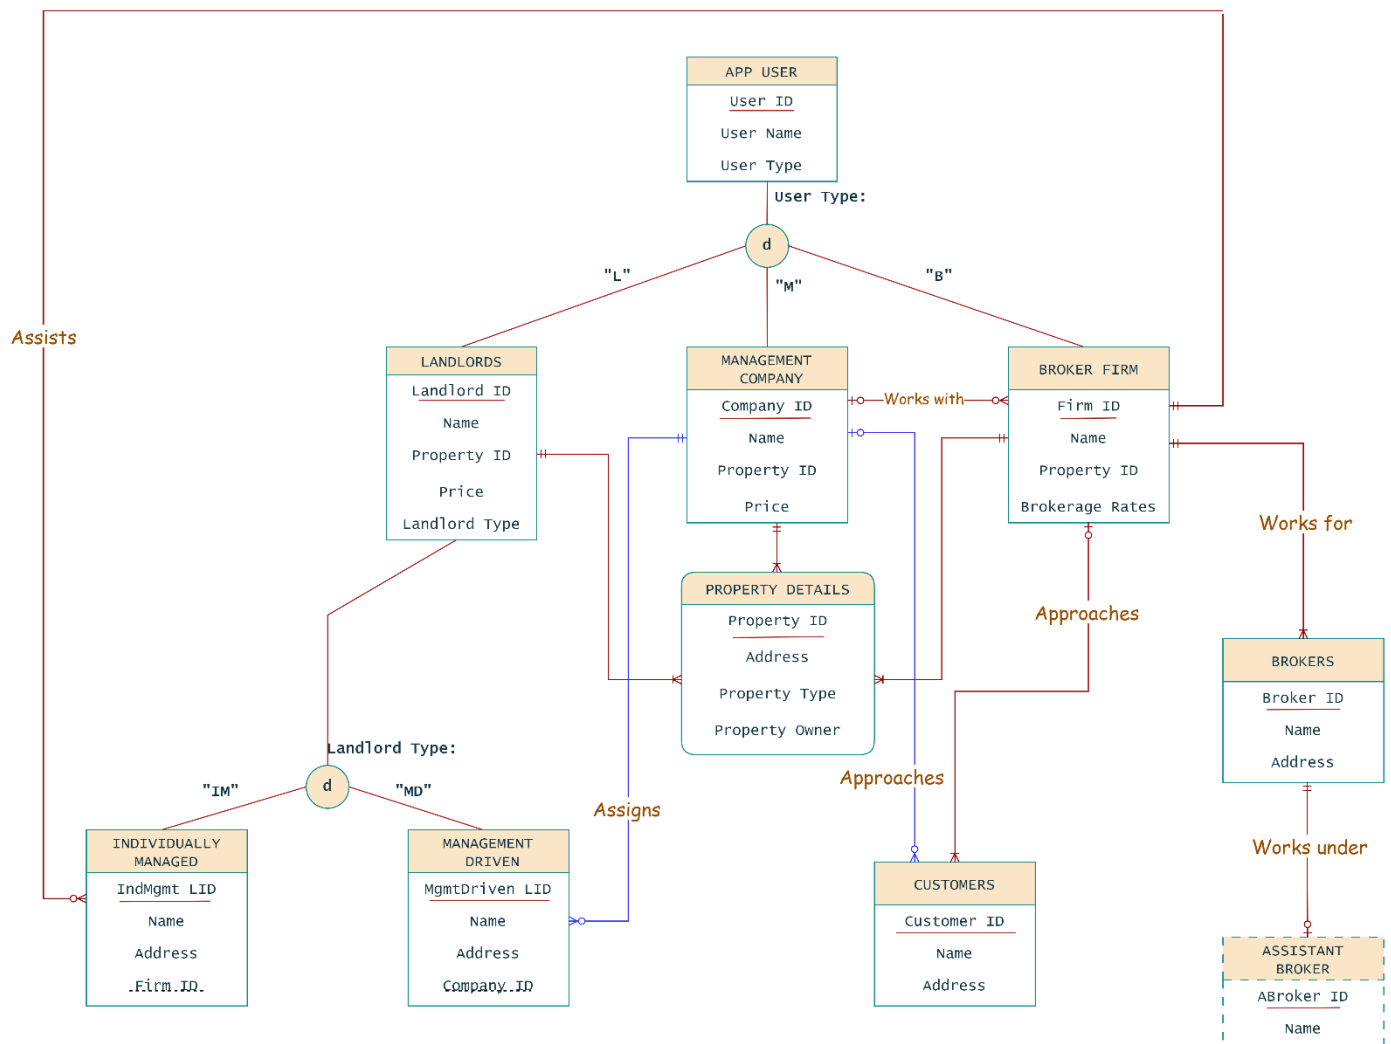 APP USER
User ID
User Name
User Type
User Type:
d
"L"
"M"
"B"
Assists
LANDLORDS
Landlord ID
Name
Property ID
Price
Landlord Type
MANAGEMENT
COMPANY
Company ID
Name
Property ID
Price
Works with
BROKER FIRM
Firm ID
Name
Property ID
Brokerage Rates
Works for
PROPERTY DETAILS
Property ID
Address
Property Type
Property Owner
Approaches
BROKERS
Broker ID
Name
Address
Landlord Type:
d
"IM"
"MD"
Assigns
Approaches
INDIVIDUALLY
MANAGED
IndMgmt LID
Name
Address
Firm ID
MANAGEMENT
DRIVEN
MgmtDriven LID
Name
Address
Company ID
CUSTOMERS
Customer ID
Name
Address
Works under
ASSISTANT
BROKER
ABroker ID
Name